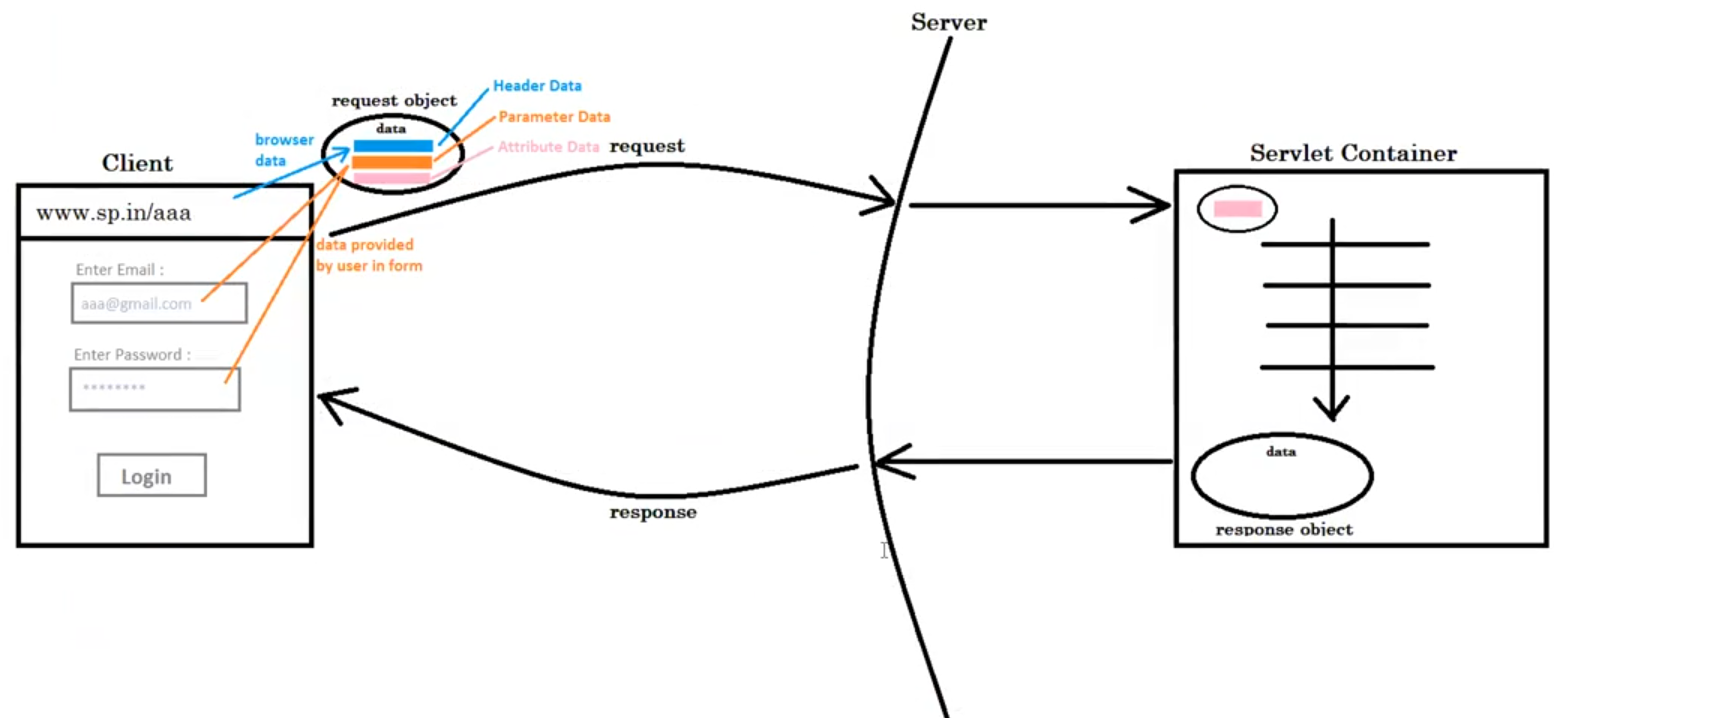 Server
Header Data
request object
Parameter Data
data
browser
data
Attribute Data
request
Client
Servlet Container
www.sp.in/aaa
data provided
by user in form
Enter Email :
aaa@gmail.com
Enter Password :
********
Login
data
response
response object